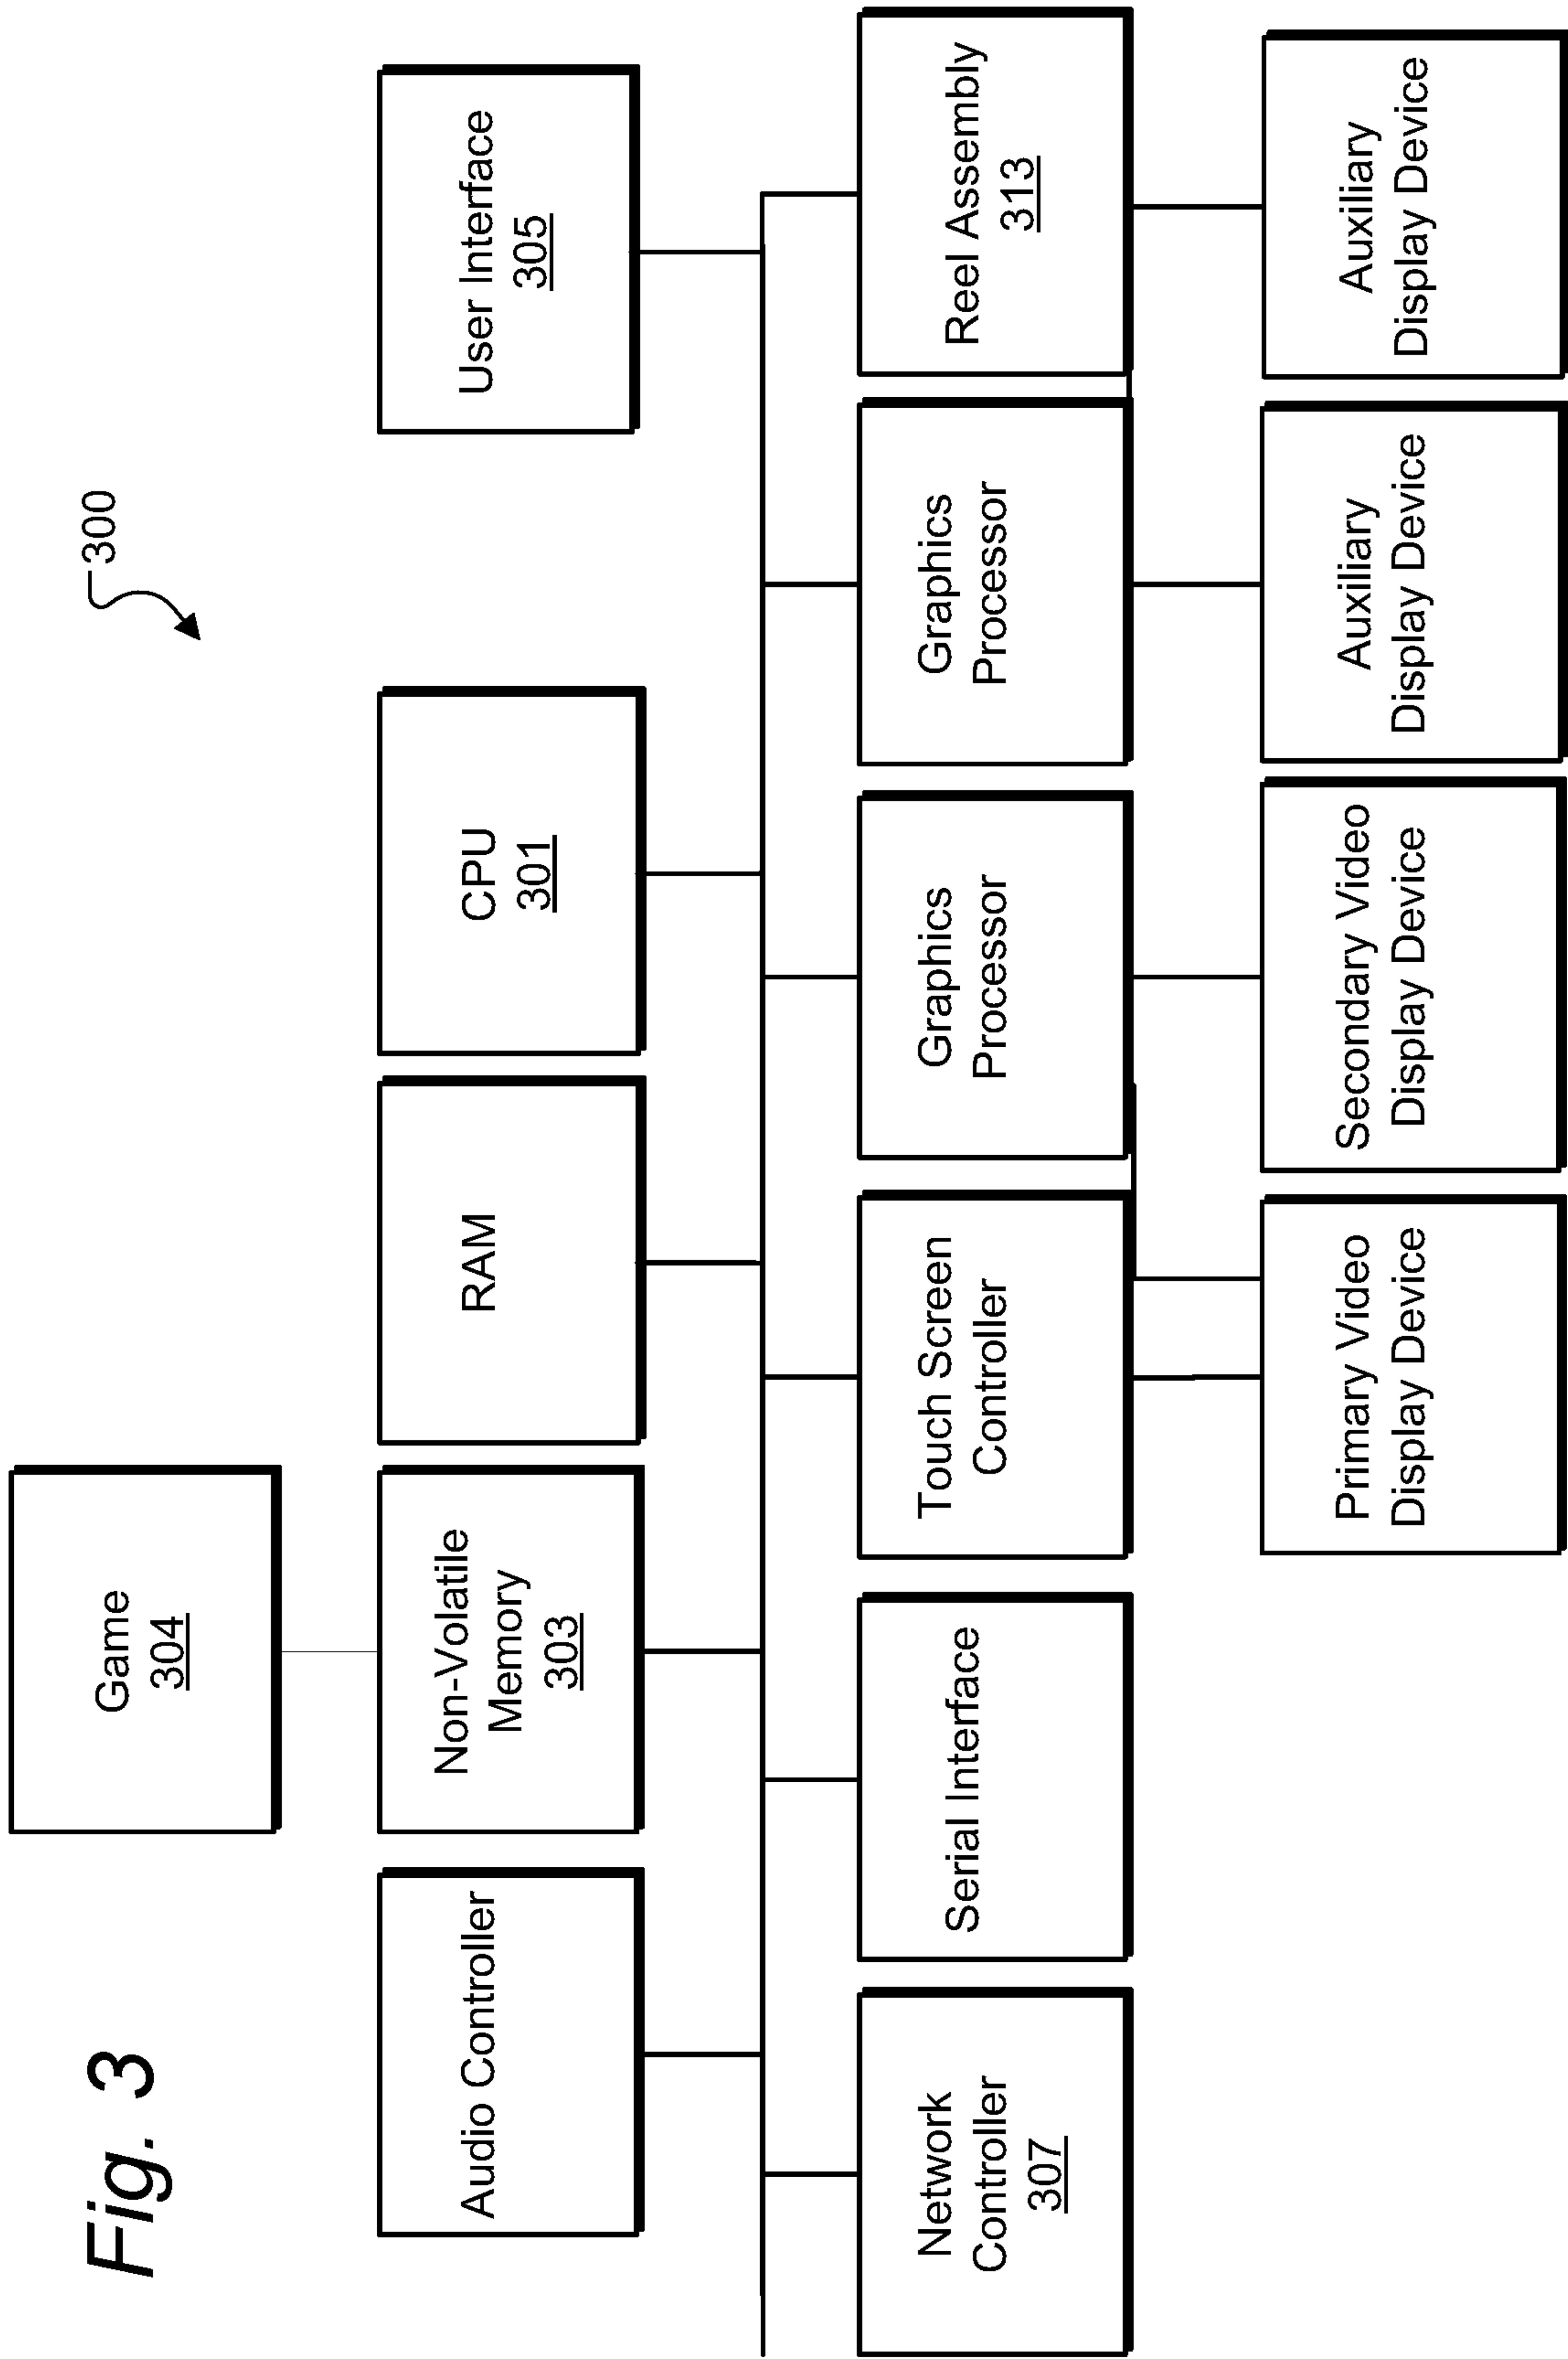 Fig. 3
300
Game
304
Audio Controller
Non-Volatile
Memory
303
RAM
CPU
301
User Interface
305
Network
Controller
307
Serial Interface
Touch Screen
Controller
Graphics
Processor
Graphics
Processor
Reel Assembly
313
Primary Video
Display Device
Secondary Video
Display Device
Auxiliary
Display Device
Auxiliary
Display Device